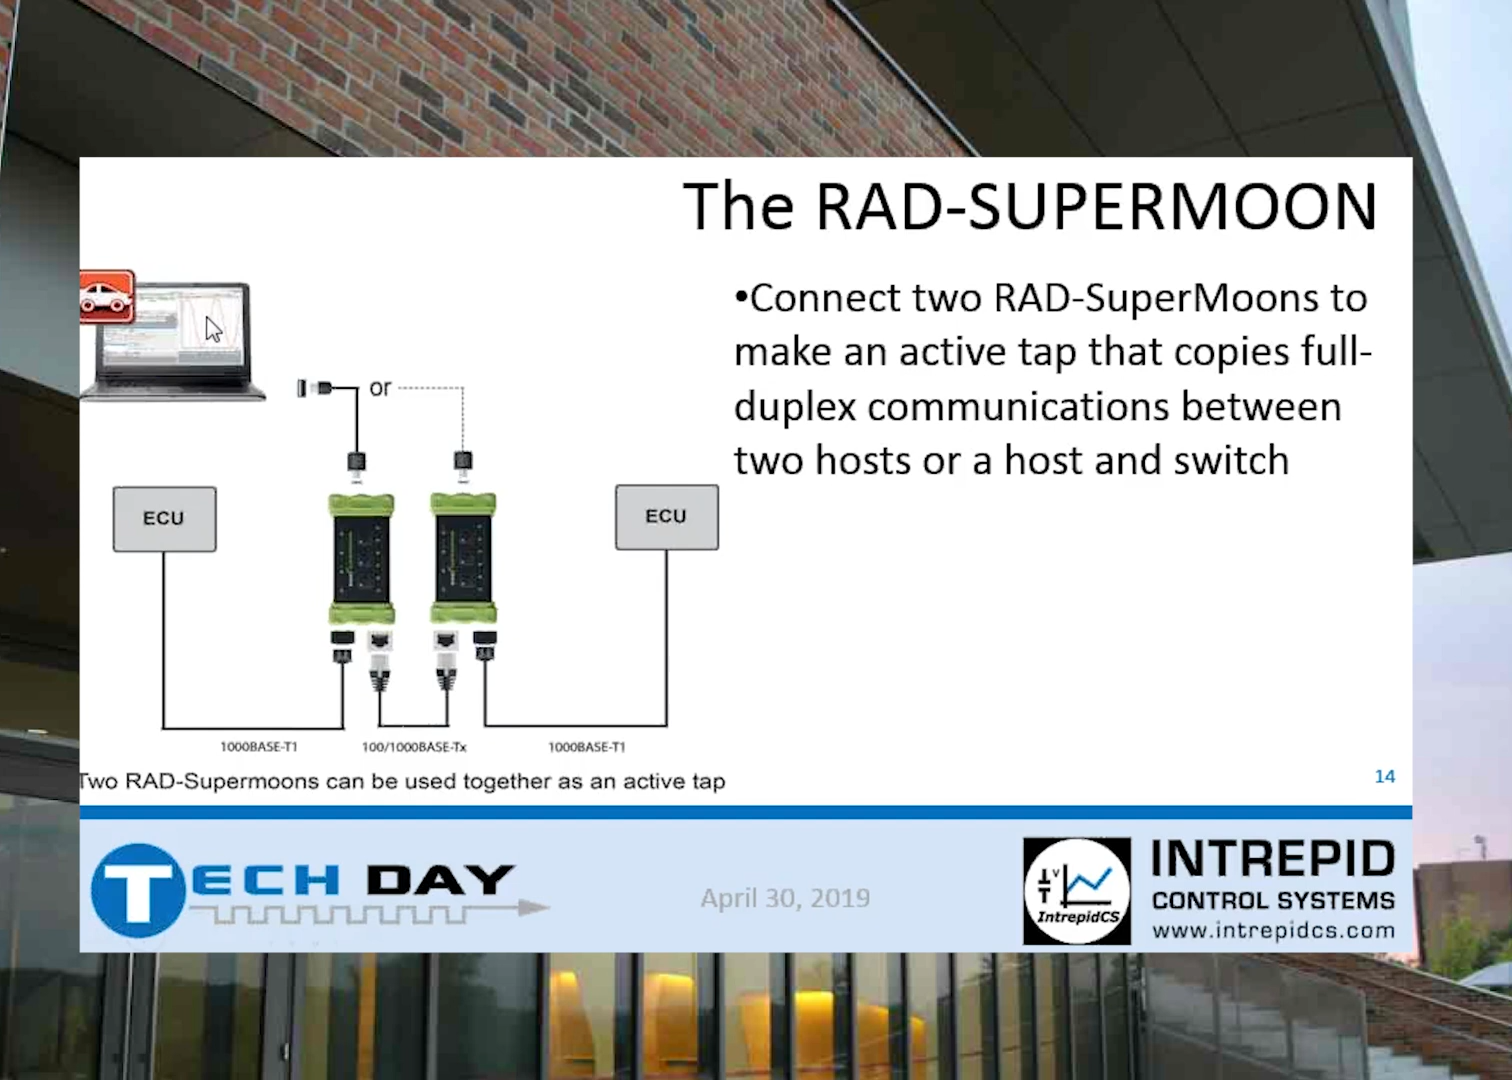 The RAD-SUPERMOON
•Connect two RAD-SuperMoons to
make an active tap that copies full-
duplex communications between
two hosts or a host and switch
or
ECU
ECU
1000BASE-T1
100/1000BASE-Tx
1000BASE-T1
Two RAD-Supermoons can be used together as an active tap
14
TECH DAY
April 30, 2019
V
IntrepidCS
INTREPID
CONTROL SYSTEMS
www.intrepidcs.com